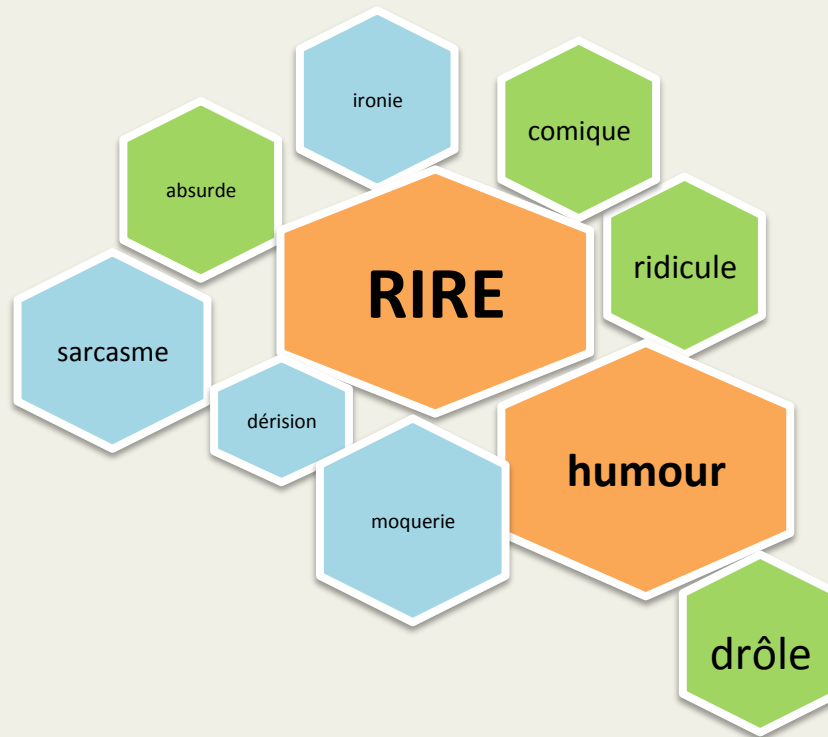 ironie
comique
absurde
ridicule
RIRE
sarcasme
dérision
humour
moquerie
drôle